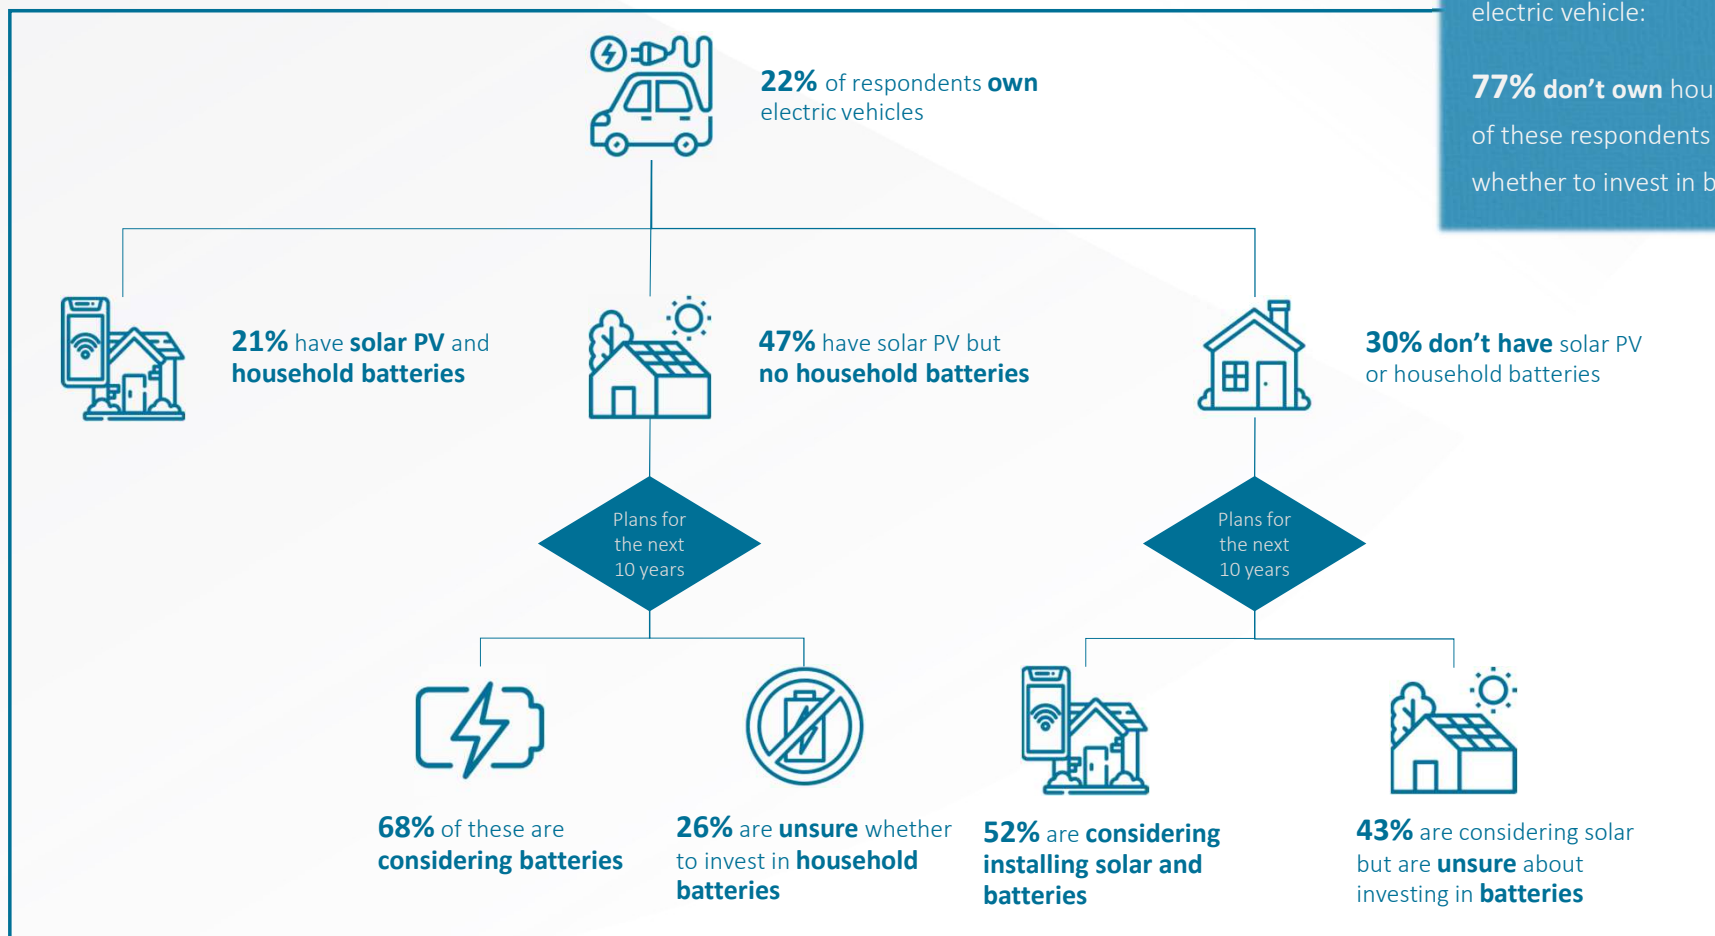 electric vehicle:
77% don’t own
of these respondents
whether to invest in
22% of respondents own
electric vehicles
21% have solar PV and
household batteries
47% have solar PV but
no household batteries
30% don’t have solar PV
or household batteries
Plans for
the next
10 years
Plans for
the next
10 years
68% of these are
considering batteries
26% are unsure whether
to invest in household
batteries
52% are considering
installing solar and
batteries
43% are considering solar
but are unsure about
investing in batteries